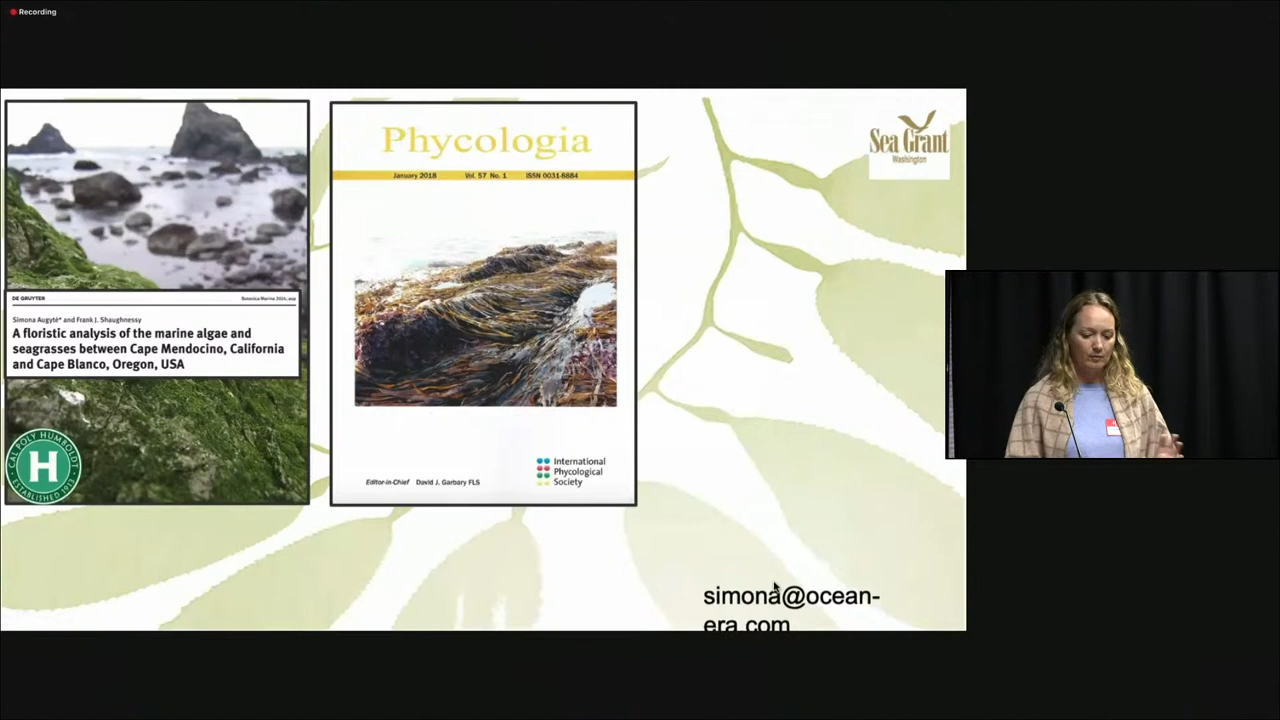 Recording
DE GRUYTER
Botanica Marina 2014; aop
Simona Augytė* and Frank J. Shaughnessy
A floristic analysis of the marine algae and
seagrasses between Cape Mendocino, California
and Cape Blanco, Oregon, USA
CAL POLY HUMBOLDT
H
ESTABLISHED 1913
Phycologia
January 2018 Vol. 57 No. 1 ISSN 0031-8884
International
Phycological
Society
Editor-in-Chief David J. Garbary FLS
Sea Grant
Washington
simona@ocean-
era.com